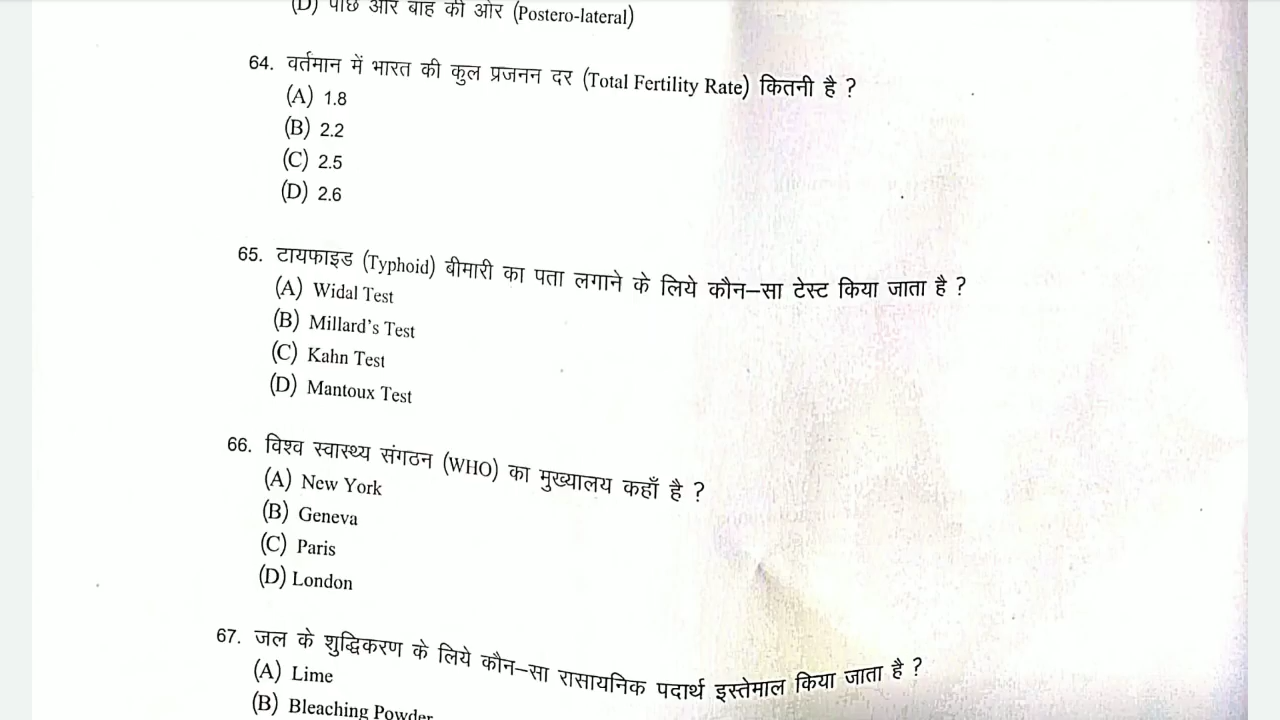 (D) पीछे और बाहर की ओर (Postero-lateral)
64. वर्तमान में भारत की कुल प्रजनन दर (Total Fertility Rate) कितनी है ?
(A) 1.8
(B) 2.2
(C) 2.5
(D) 2.6
65. टायफाइड (Typhoid) बीमारी का पता लगाने के लिये कौन–सा टेस्ट किया जाता है ?
(A) Widal Test
(B) Millard's Test
(C) Kahn Test
(D) Mantoux Test
66. विश्व स्वास्थ्य संगठन (WHO) का मुख्यालय कहाँ है ?
(A) New York
(B) Geneva
(C) Paris
(D) London
67. जल के शुद्धिकरण के लिये कौन–सा रासायनिक पदार्थ इस्तेमाल किया जाता है ?
(A) Lime
(B) Bleaching Powder